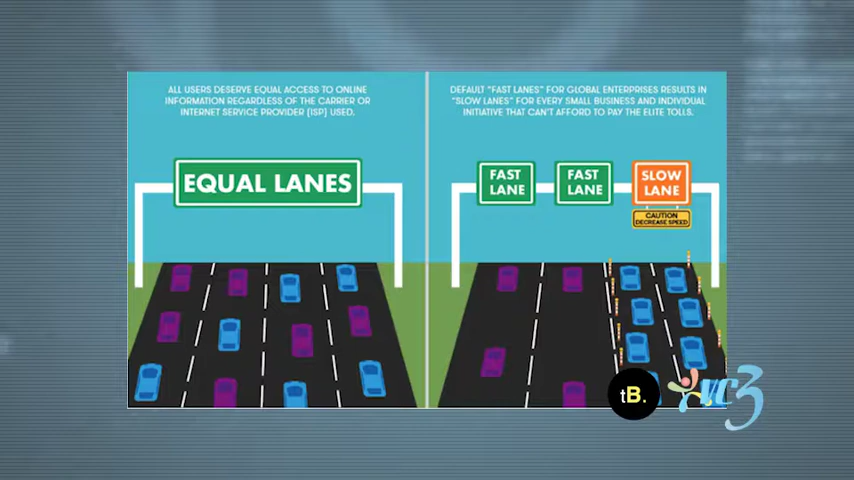 ALL USERS DESERVE EQUAL ACCESS TO ONLINE
INFORMATION REGARDLESS OF THE CARRIER OR
INTERNET SERVICE PROVIDER (ISP) USED.
EQUAL LANES
DEFAULT "FAST LANES" FOR GLOBAL ENTERPRISES RESULTS IN
"SLOW LANES" FOR EVERY SMALL BUSINESS AND INDIVIDUAL
INITIATIVE THAT CAN'T AFFORD TO PAY THE ELITE TOLLS.
FAST
LANE
FAST
LANE
SLOW
LANE
CAUTION
DECREASE SPEED
tB.
vc3